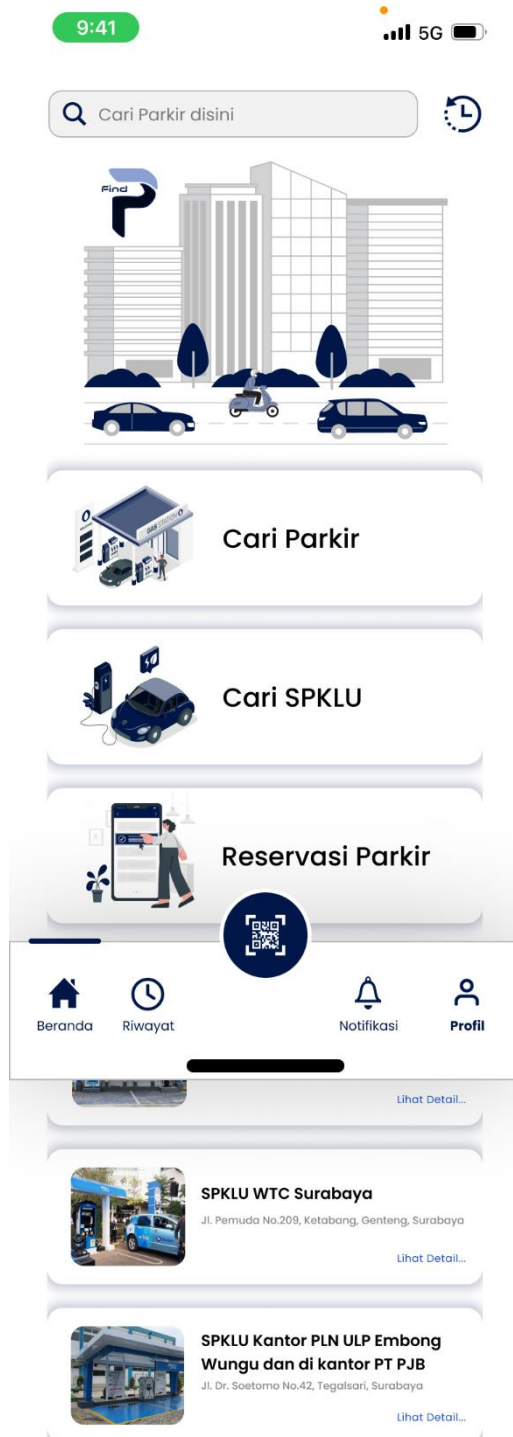 9:41
5G
Cari Parkir disini
Find
P
GAS STATION
Cari Parkir
Cari SPKLU
Reservasi Parkir
Beranda
Riwayat
Notifikasi
Profil
Lihat Detail...
SPKLU WTC Surabaya
Jl. Pemuda No.209, Ketabang, Genteng, Surabaya
Lihat Detail...
SPKLU Kantor PLN ULP Embong
Wungu dan di kantor PT PJB
Jl. Dr. Soetomo No.42, Tegalsari, Surabaya
Lihat Detail...